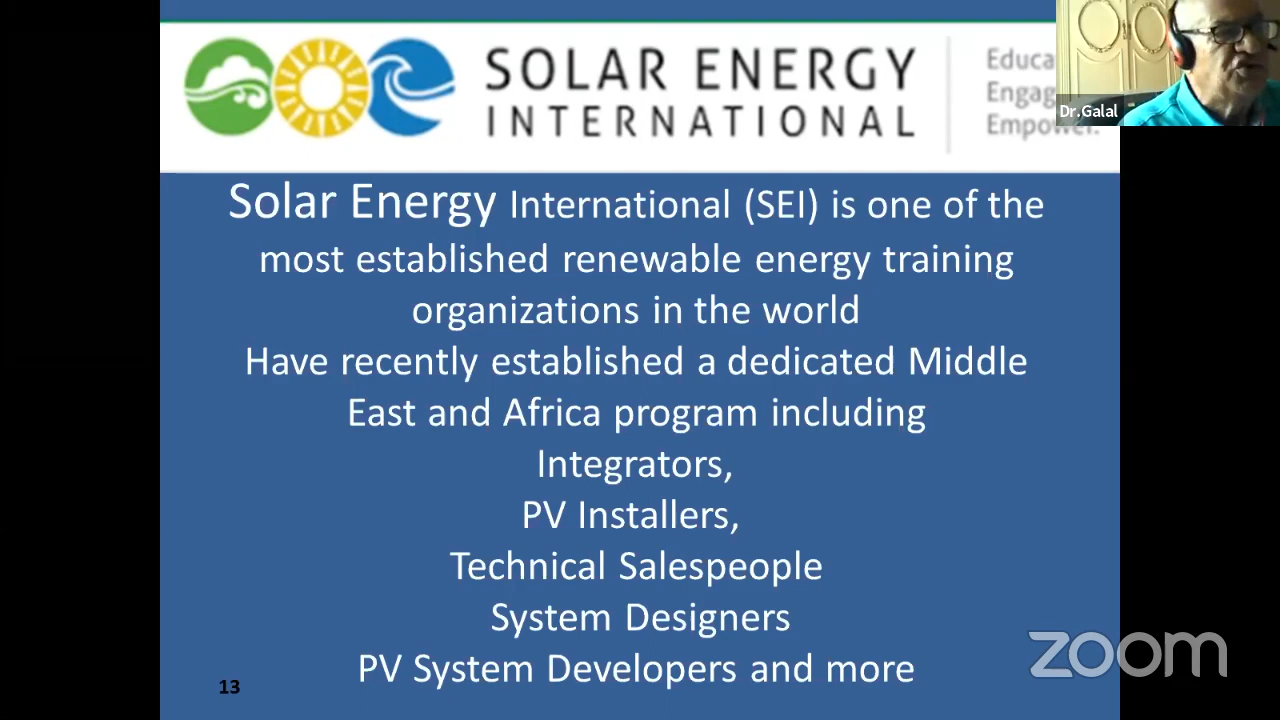 SOLAR ENERGY
INTERNATIONAL
Educa
Engag
Empower.
Dr.Galal
Solar Energy International (SEI) is one of the
most established renewable energy training
organizations in the world
Have recently established a dedicated Middle
East and Africa program including
Integrators,
PV Installers,
Technical Salespeople
System Designers
PV System Developers and more
13
zoom